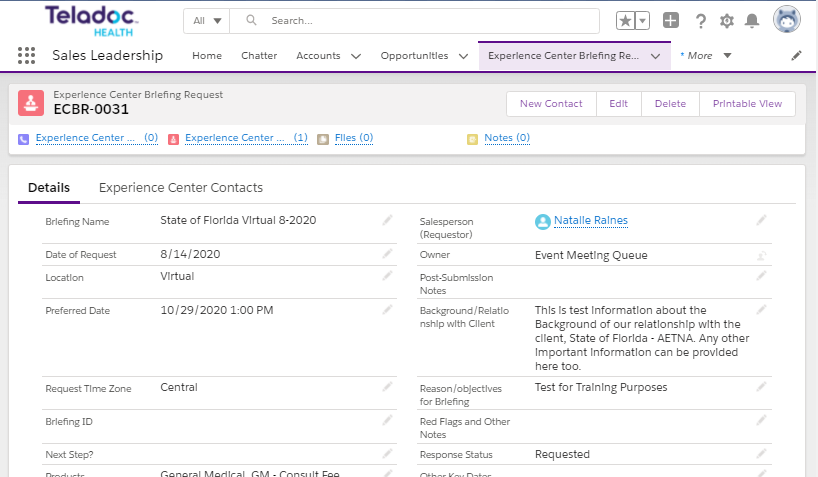 Teladoc
HEALTH
All
Search...
Sales Leadership
Home
Chatter
Accounts
Opportunities
Experience Center Briefing Re...
* More
Experience Center Briefing Request
ECBR-0031
New Contact
Edit
Delete
Printable View
Experience Center ... (0)
Experience Center ... (1)
Files (0)
Notes (0)
Details
Experience Center Contacts
Briefing Name
State of Florida Virtual 8-2020
Salesperson
(Requestor)
Natalie Raines
Date of Request
8/14/2020
Owner
Event Meeting Queue
Location
Virtual
Post-Submission
Notes
Preferred Date
10/29/2020 1:00 PM
Background/Relatio
nship with Client
This is test information about the
Background of our relationship with the
client, State of Florida - AETNA. Any other
important information can be provided
here too.
Request Time Zone
Central
Reason/objectives
for Briefing
Test for Training Purposes
Briefing ID
Red Flags and Other
Notes
Next Step?
Response Status
Requested
Products
General Medical, GM - Consult Fee
Other Key Dates